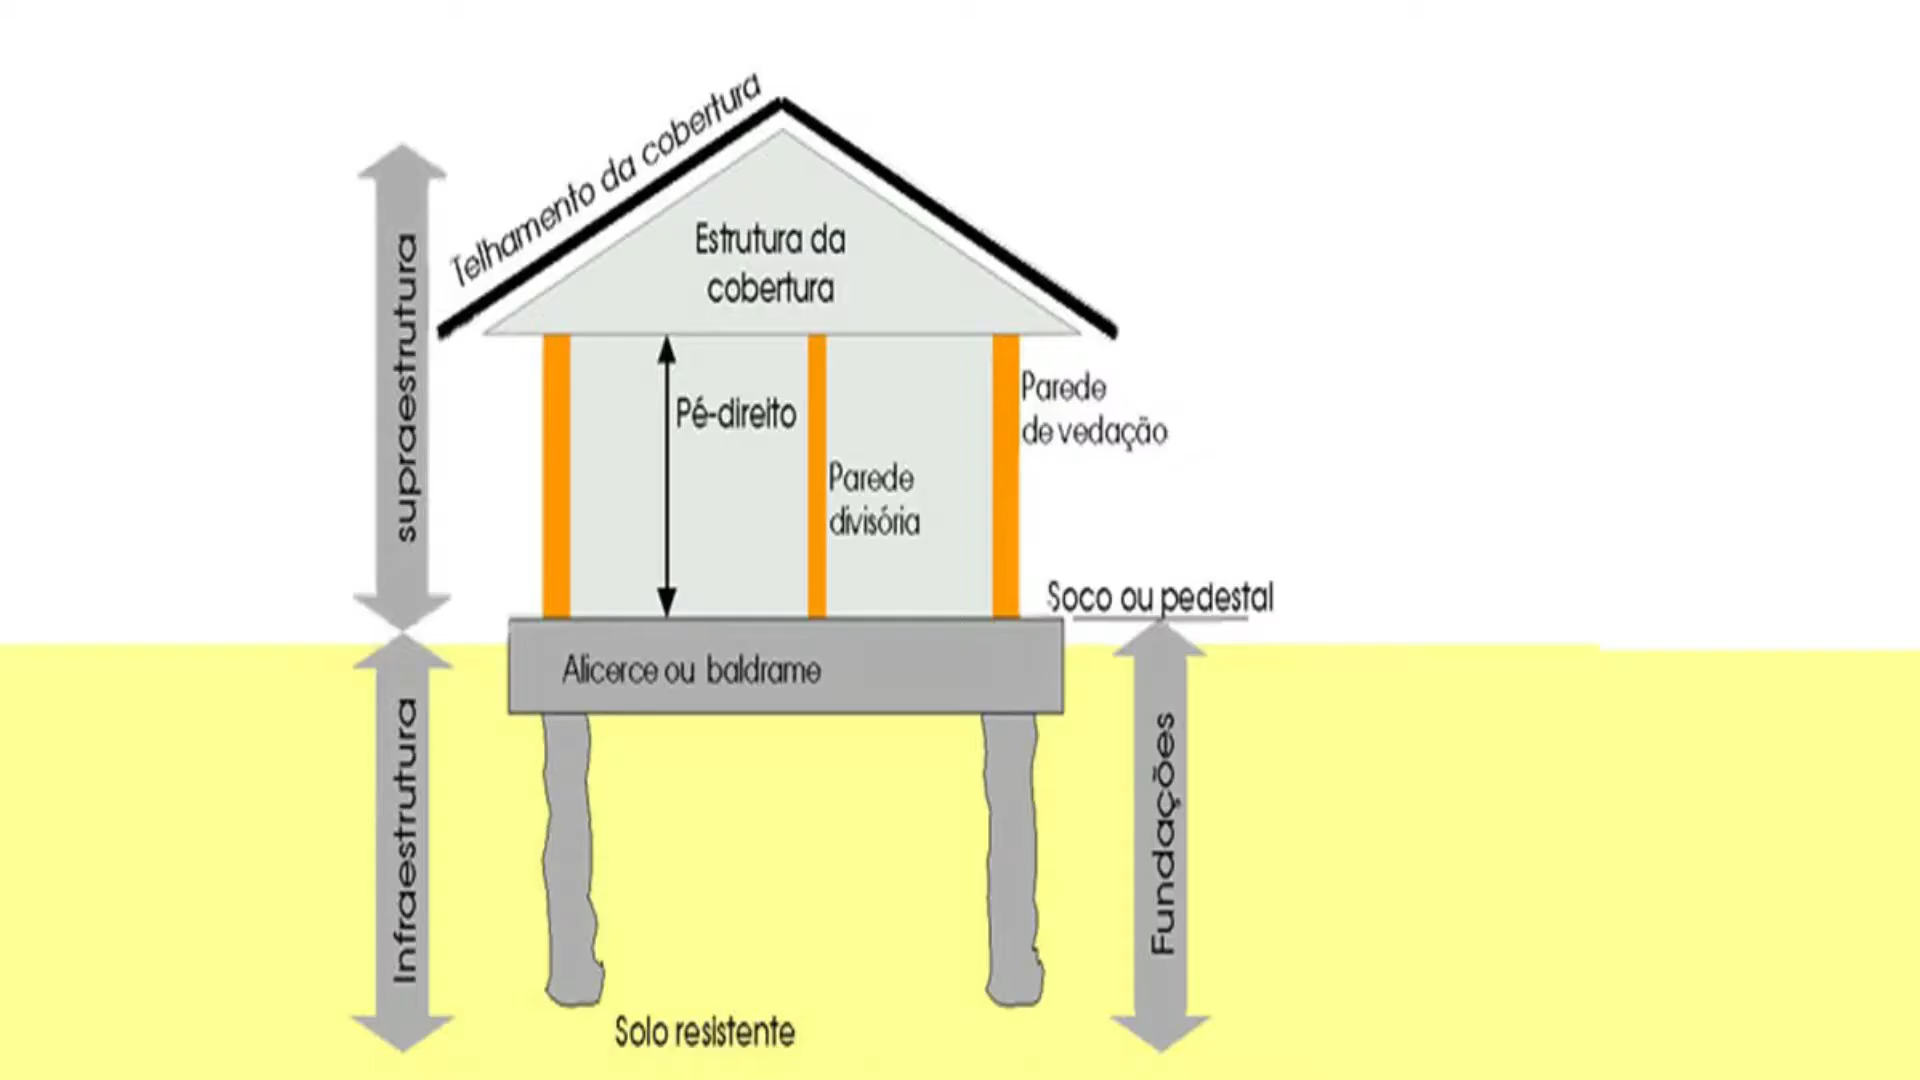 Telhamento da cobertura
Estrutura da
cobertura
supraestrutura
Pé-direito
Parede
de vedação
Parede
divisória
Soco ou pedestal
Alicerce ou baldrame
Infraestrutura
Fundações
Solo resistente